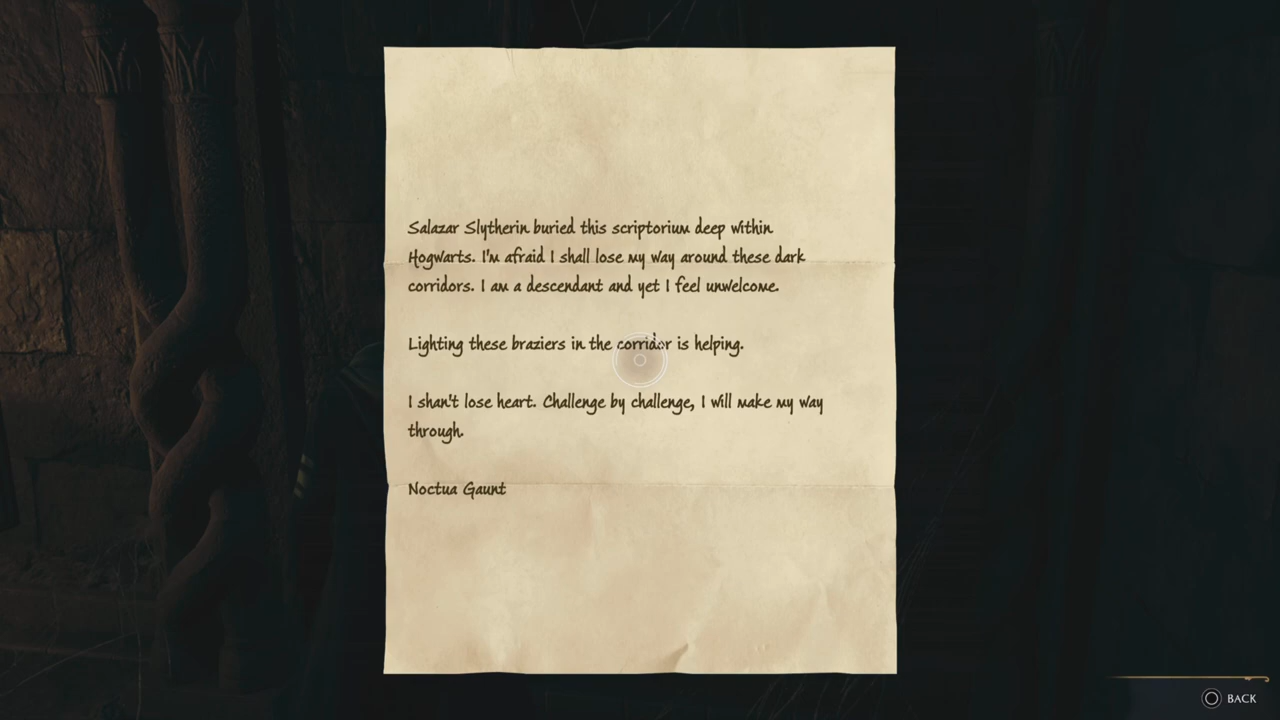 Salazar Slytherin buried this scriptorium deep within
Hogwarts. I'm afraid I shall lose my way around these dark
corridors. I am a descendant and yet I feel unwelcome.
Lighting these braziers in the corridor is helping.
I shan't lose heart. Challenge by challenge, I will make my way
through.
Noctua Gaunt
BACK